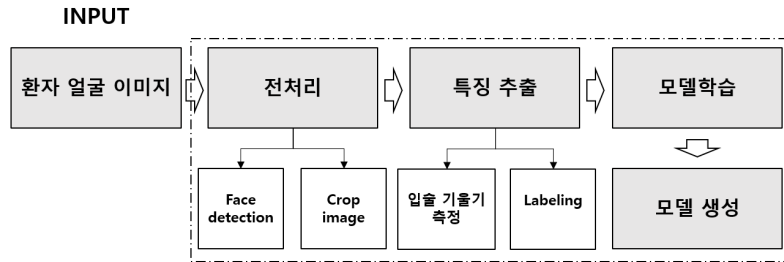 INPUT
환자 얼굴 이미지
전처리
특징 추출
모델학습
Face
detection
Crop
image
입술 기울기
측정
Labeling
모델 생성